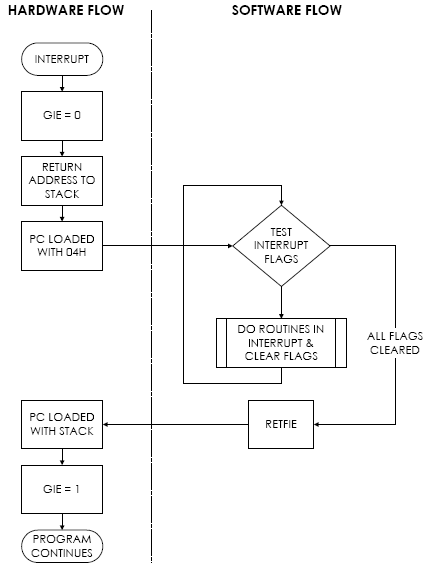 HARDWARE FLOW
SOFTWARE FLOW
INTERRUPT
GIE = 0
RETURN
ADDRESS TO
STACK
PC LOADED
WITH 04H
TEST
INTERRUPT
FLAGS
DO ROUTINES IN
INTERRUPT &
CLEAR FLAGS
ALL FLAGS
CLEARED
RETFIE
PC LOADED
WITH STACK
GIE = 1
PROGRAM
CONTINUES